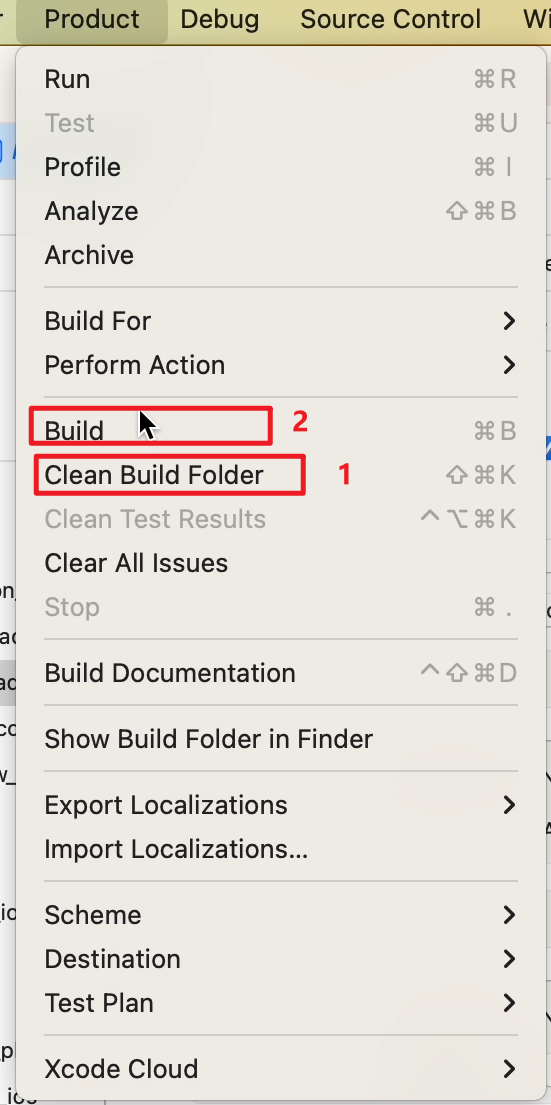 Product Debug Source Control
Run ⌘R
Test ⌘U
Profile ⌘I
Analyze ⇧⌘B
Archive
Build For
Perform Action
Build 2 ⌘B
Clean Build Folder 1 ⇧⌘K
Clean Test Results ^⌥⌘K
Clear All Issues
Stop ⌘.
Build Documentation ^⇧⌘D
Show Build Folder in Finder
Export Localizations
Import Localizations...
Scheme
Destination
Test Plan
Xcode Cloud